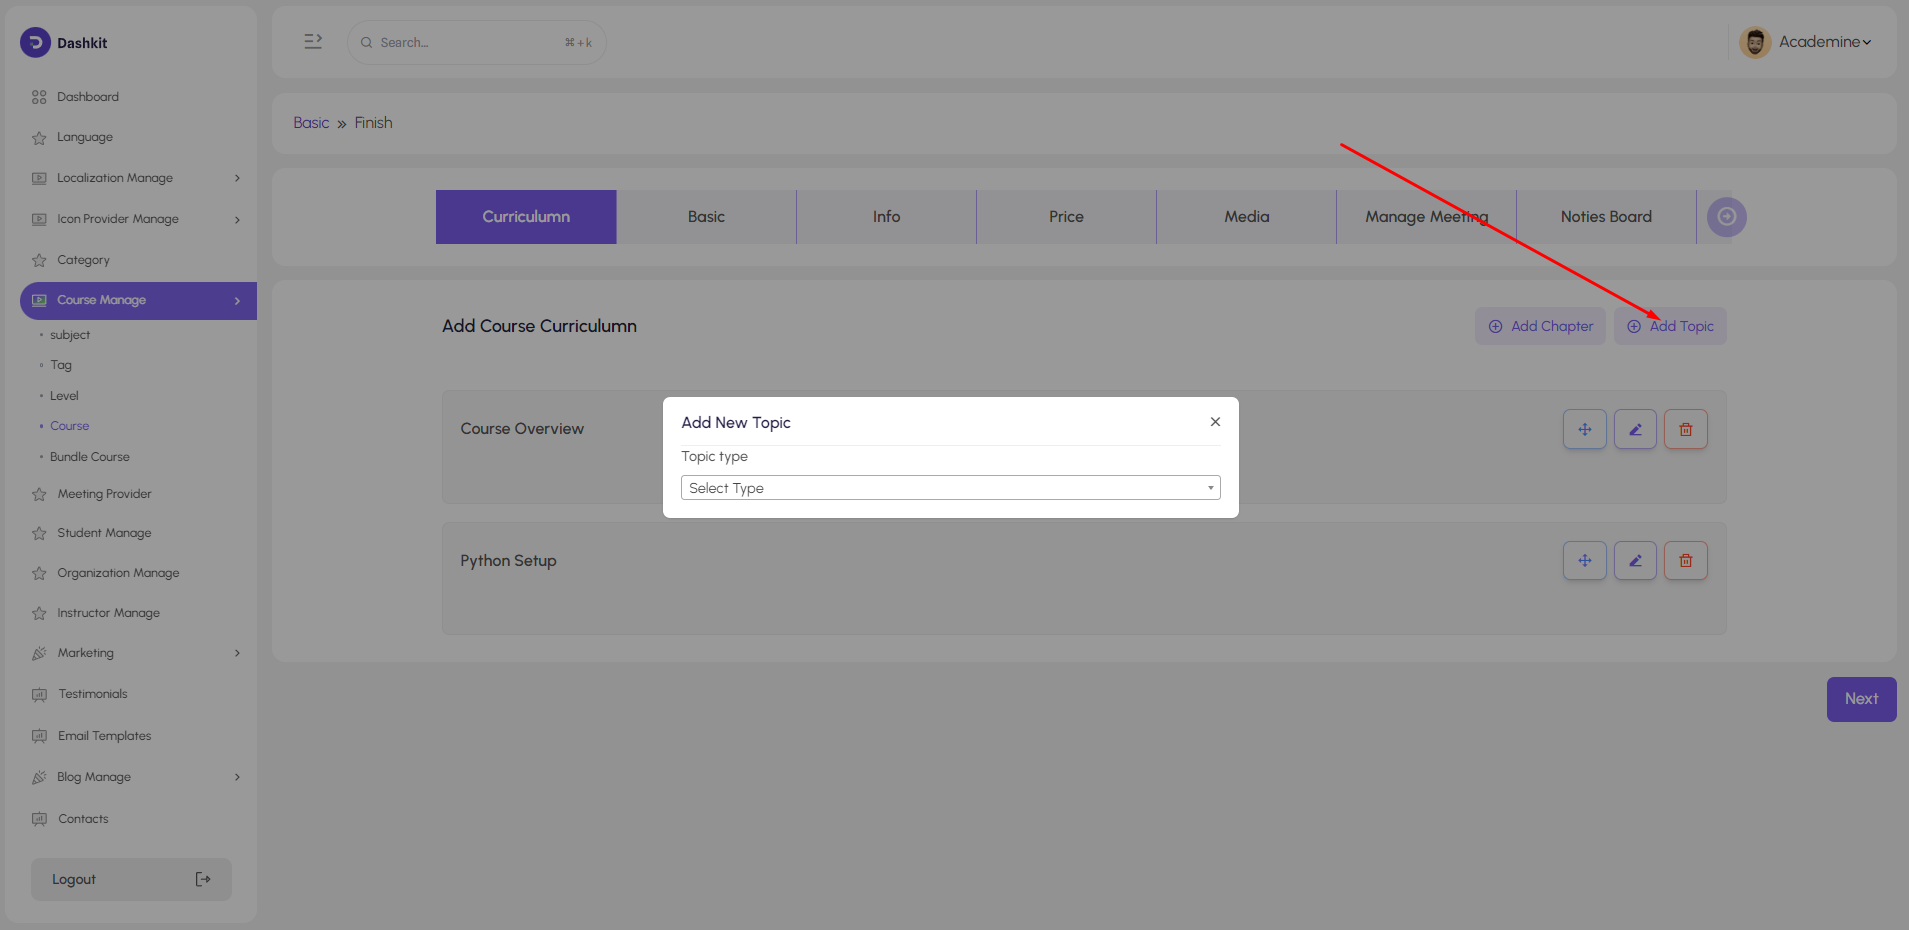 Dashkit
Search...
⌘+k
Academine
Dashboard
Language
Localization Manage
Icon Provider Manage
Category
Course Manage
subject
Tag
Level
Course
Bundle Course
Meeting Provider
Student Manage
Organization Manage
Instructor Manage
Marketing
Testimonials
Email Templates
Blog Manage
Contacts
Logout
Basic » Finish
Curriculumn Basic Info Price Media Manage Meeting Noties Board
Add Course Curriculumn
Add Chapter
Add Topic
Course Overview
Add New Topic
Topic type
Select Type
Python Setup
Next